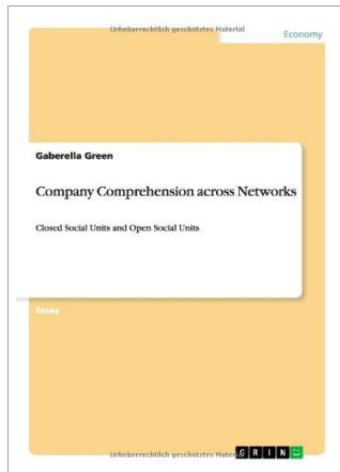 Urheberrechtlich geschütztes Material
Economy
Gaberella Green
Company Comprehension across Networks
Closed Social Units and Open Social Units
Essay
Urheberrechtlich geschütztes Mater
GRIN